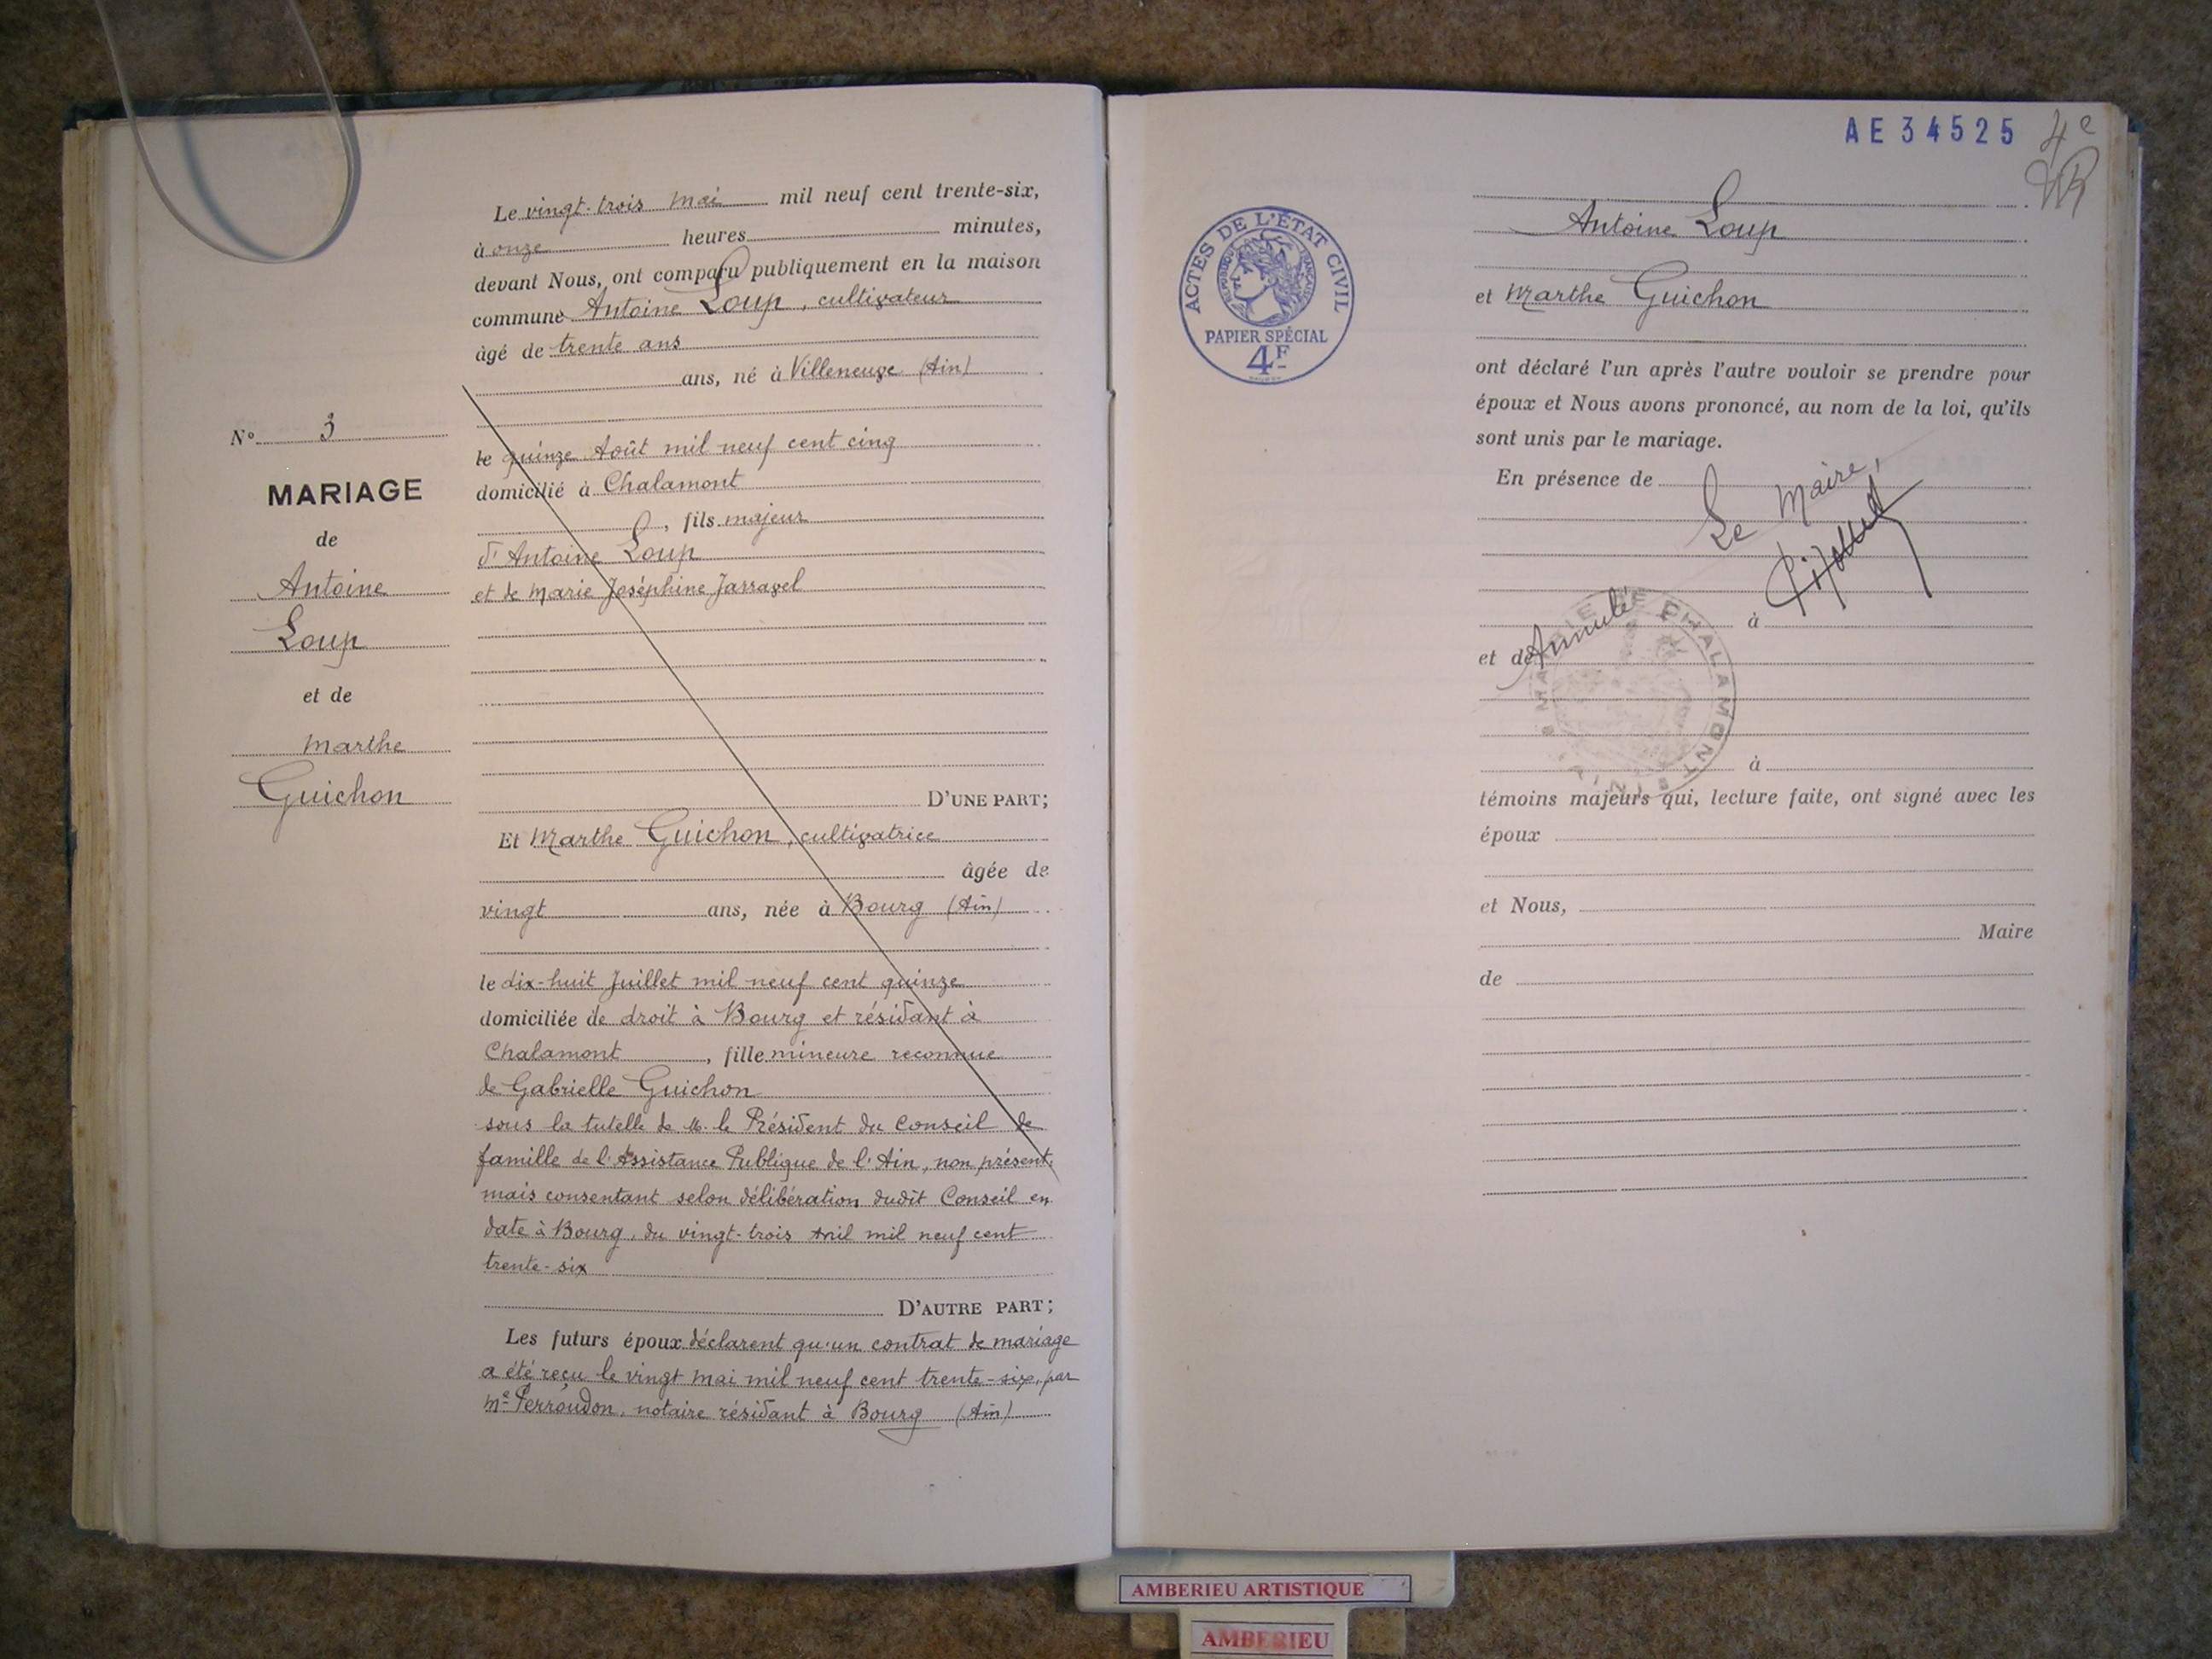 Le vingt-trois mai mil neuf cent trente-six,
à onze heures minutes,
devant Nous, ont comparu publiquement en la maison
commune Antoine Loup, cultivateur
âgé de trente ans
ans, né à Villeneuve (Ain)
le quinze Août mil neuf cent cinq
domicilié à Chalamont
, fils majeur
d'Antoine Loup
et de Marie Joséphine Jarravel
D'UNE PART;
Et Marthe Guichon, cultivatrice
âgée de
vingt ans, née à Bourg (Ain)
le dix-huit Juillet mil neuf cent quinze
domiciliée de droit à Bourg et résidant à
Chalamont, fille mineure reconnue
de Gabrielle Guichon
sous la tutelle de M. le Président du Conseil de
famille de l'Assistance Publique de l'Ain, non présent,
mais consentant selon délibération dudit Conseil en
date à Bourg, du vingt-trois Avril mil neuf cent
trente-six
D'AUTRE PART;
Les futurs époux déclarent qu'un contrat de mariage
a été reçu le vingt mai mil neuf cent trente-six, par
Me Perroudon, notaire résidant à Bourg (Ain)
N° 3
MARIAGE
de
Antoine
Loup
et de
Marthe
Guichon
AE 34525
4e
ACTES DE L'ÉTAT CIVIL
RÉPUBLIQUE FRANÇAISE
PAPIER SPÉCIAL
4F
Antoine Loup
et Marthe Guichon
ont déclaré l'un après l'autre vouloir se prendre pour
époux et Nous avons prononcé, au nom de la loi, qu'ils
sont unis par le mariage.
En présence de
Le Maire,
à
et de
Annulé
MAIRIE DE CHALAMONT
à
témoins majeurs qui, lecture faite, ont signé avec les
époux
et Nous,
Maire
de
AMBERIEU ARTISTIQUE
AMBERIEU